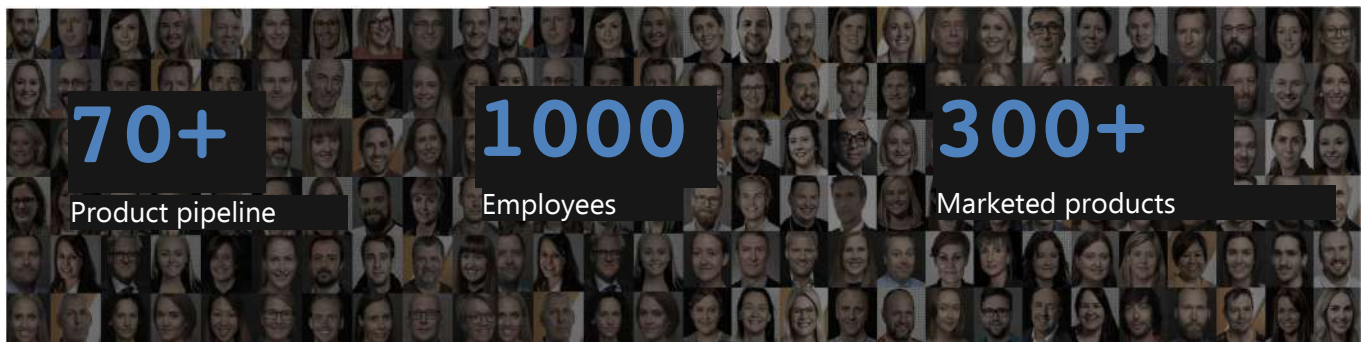 70+
Product pipeline
1000
Employees
300+
Marketed products